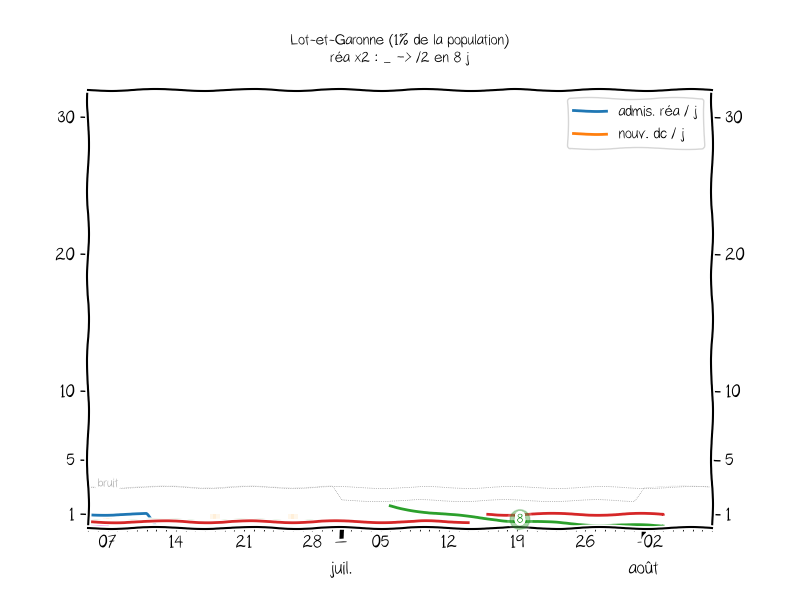 Lot-et-Garonne (1% de la population)
réa x2 : _ -> /2 en 8 j
admis. réa / j
nouv. dc / j
30
30
20
20
10
10
5
5
bruit
1
1
8
07 14 21 28 05 12 19 26 02
juil. août